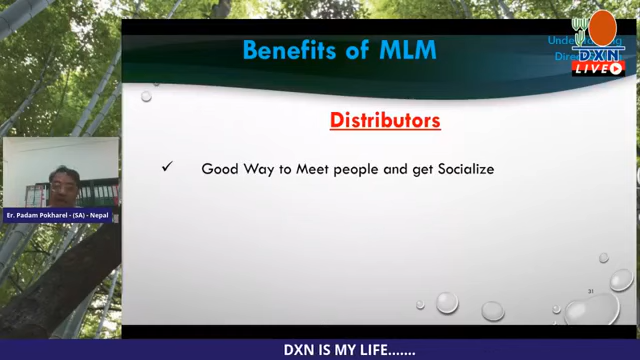 Benefits of MLM
DXN
LIVE
Distributors
✓ Good Way to Meet people and get Socialize
Er. Padam Pokharel - (SA) - Nepal
31
DXN IS MY LIFE.......